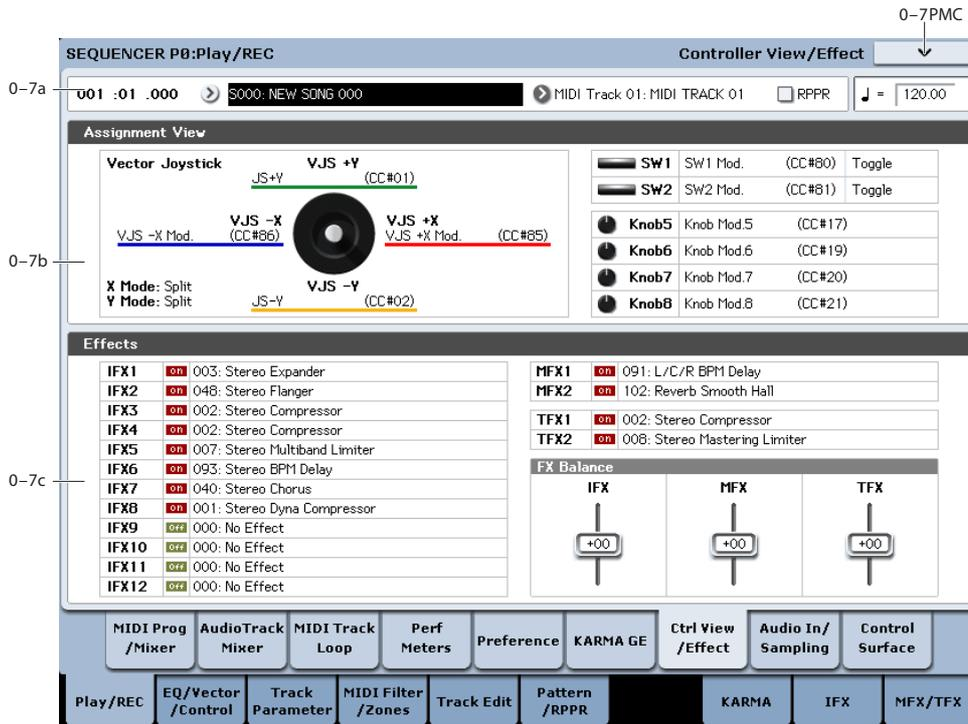 0–7PMC
SEQUENCER P0:Play/REC Controller View/Effect
0–7a
001 :01 .000 S000: NEW SONG 000 MIDI Track 01: MIDI TRACK 01 RPPR ♩ = 120.00
Assignment View
Vector Joystick VJS +Y
JS+Y (CC#01)
VJS -X
VJS -X Mod. (CC#86)
VJS +X
VJS +X Mod. (CC#85)
X Mode: Split
Y Mode: Split
VJS -Y
JS-Y (CC#02)
SW1 SW1 Mod. (CC#80) Toggle
SW2 SW2 Mod. (CC#81) Toggle
Knob5 Knob Mod.5 (CC#17)
Knob6 Knob Mod.6 (CC#19)
Knob7 Knob Mod.7 (CC#20)
Knob8 Knob Mod.8 (CC#21)
0–7b
Effects
IFX1 on 003: Stereo Expander
IFX2 on 048: Stereo Flanger
IFX3 on 002: Stereo Compressor
IFX4 on 002: Stereo Compressor
IFX5 on 007: Stereo Multiband Limiter
IFX6 on 093: Stereo BPM Delay
IFX7 on 040: Stereo Chorus
IFX8 on 001: Stereo Dyna Compressor
IFX9 Off 000: No Effect
IFX10 Off 000: No Effect
IFX11 Off 000: No Effect
IFX12 Off 000: No Effect
0–7c
MFX1 on 091: L/C/R BPM Delay
MFX2 on 102: Reverb Smooth Hall
TFX1 on 002: Stereo Compressor
TFX2 on 008: Stereo Mastering Limiter
FX Balance
IFX MFX TFX
+00 +00 +00
MIDI Prog /Mixer
AudioTrack Mixer
MIDI Track Loop
Perf Meters
Preference
KARMA GE
Ctrl View /Effect
Audio In/ Sampling
Control Surface
Play/REC
EQ/Vector /Control
Track Parameter
MIDI Filter /Zones
Track Edit
Pattern /RPPR
KARMA
IFX
MFX/TFX